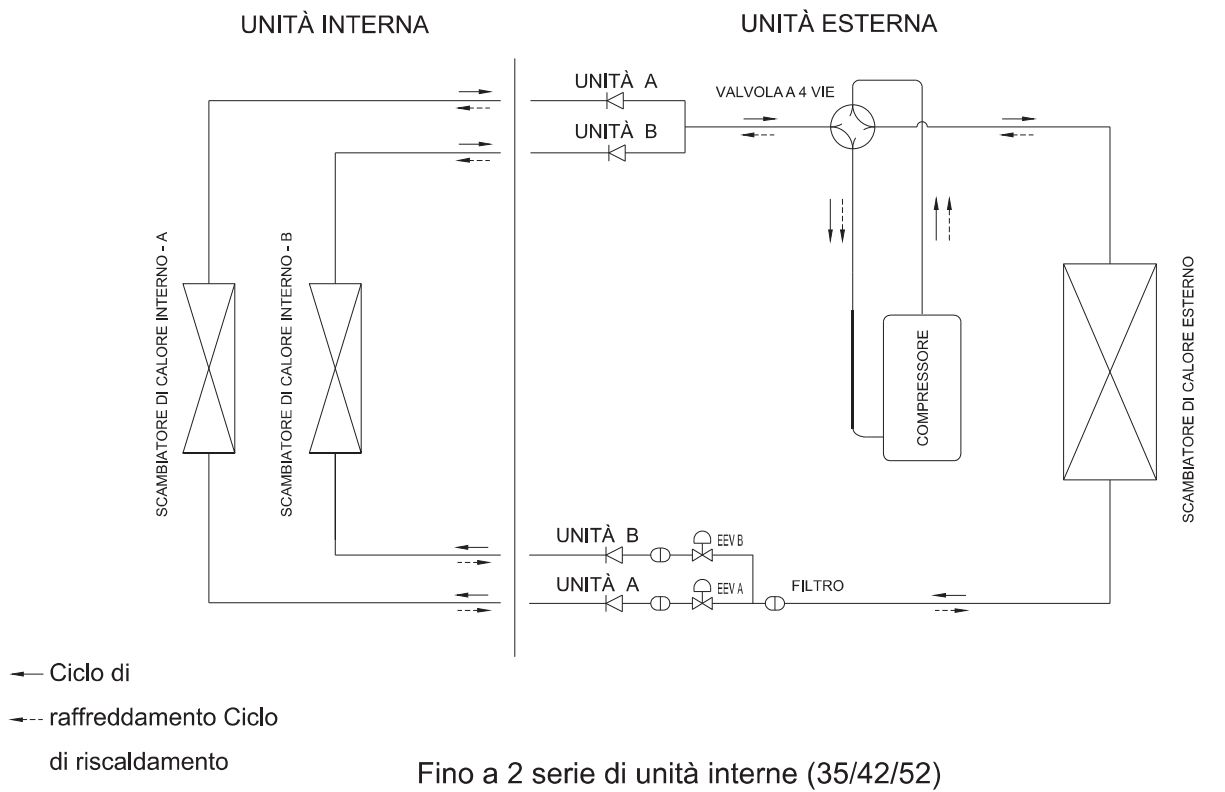 UNITÀ INTERNA
UNITÀ ESTERNA
UNITÀ A
VALVOLA A 4 VIE
UNITÀ B
SCAMBIATORE DI CALORE INTERNO - A
SCAMBIATORE DI CALORE INTERNO - B
COMPRESSORE
SCAMBIATORE DI CALORE ESTERNO
UNITÀ B
EEV B
UNITÀ A
EEV A
FILTRO
Ciclo di
raffreddamento Ciclo
di riscaldamento
Fino a 2 serie di unità interne (35/42/52)